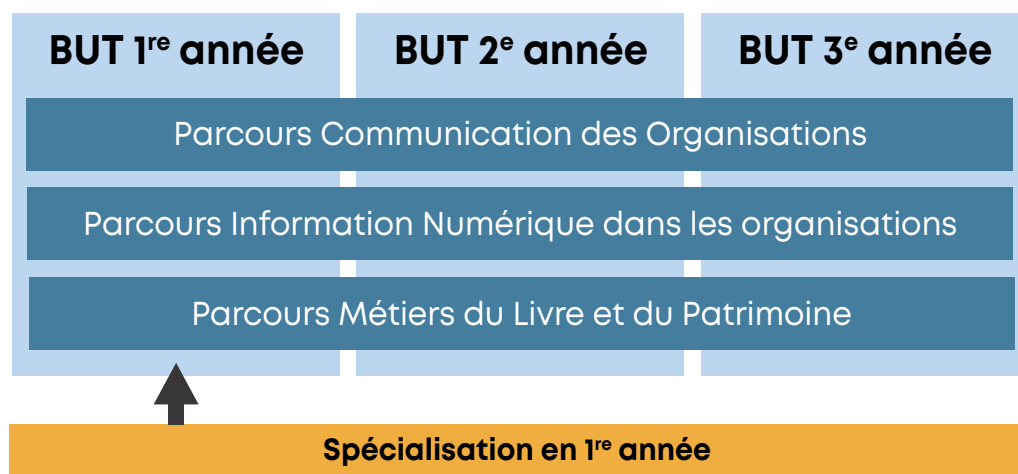 BUT 1re année
BUT 2e année
BUT 3e année
Parcours Communication des Organisations
Parcours Information Numérique dans les organisations
Parcours Métiers du Livre et du Patrimoine
Spécialisation en 1re année